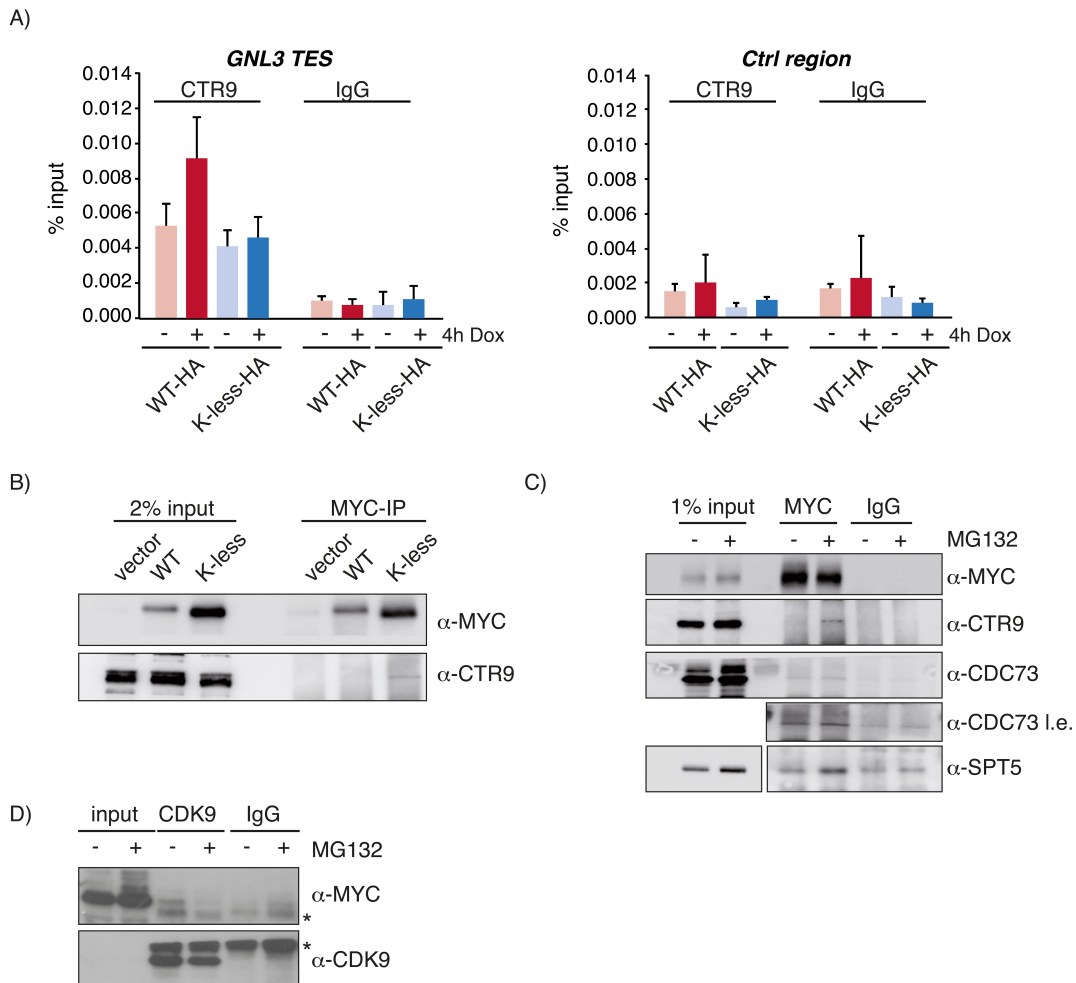 A)
GNL3 TES
CTR9 IgG
% input
0.014
0.012
0.010
0.008
0.006
0.004
0.002
0.000
- + - + - + - + 4h Dox
WT-HA K-less-HA WT-HA K-less-HA
Ctrl region
CTR9 IgG
% input
0.014
0.012
0.010
0.008
0.006
0.004
0.002
0.000
- + - + - + - + 4h Dox
WT-HA K-less-HA WT-HA K-less-HA
B)
2% input MYC-IP
vector WT K-less vector WT K-less
α-MYC
α-CTR9
C)
1% input MYC IgG
- + - + - + MG132
α-MYC
α-CTR9
α-CDC73
α-CDC73 l.e.
α-SPT5
D)
input CDK9 IgG
- + - + - + MG132
α-MYC
*
*
α-CDK9